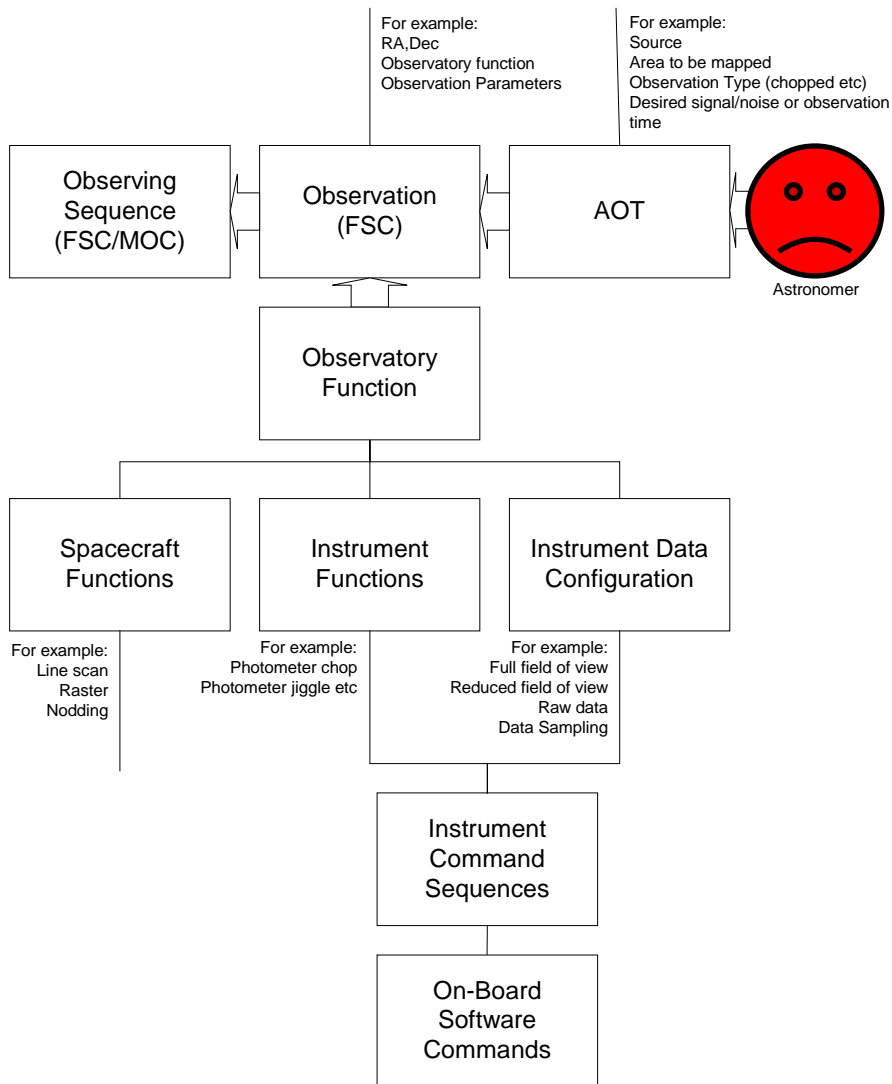 For example:
RA,Dec
Observatory function
Observation Parameters
For example:
Source
Area to be mapped
Observation Type (chopped etc)
Desired signal/noise or observation
time
Observing
Sequence
(FSC/MOC)
Observation
(FSC)
AOT
Astronomer
Observatory
Function
Spacecraft
Functions
Instrument
Functions
Instrument Data
Configuration
For example:
Line scan
Raster
Nodding
For example:
Photometer chop
Photometer jiggle etc
For example:
Full field of view
Reduced field of view
Raw data
Data Sampling
Instrument
Command
Sequences
On-Board
Software
Commands